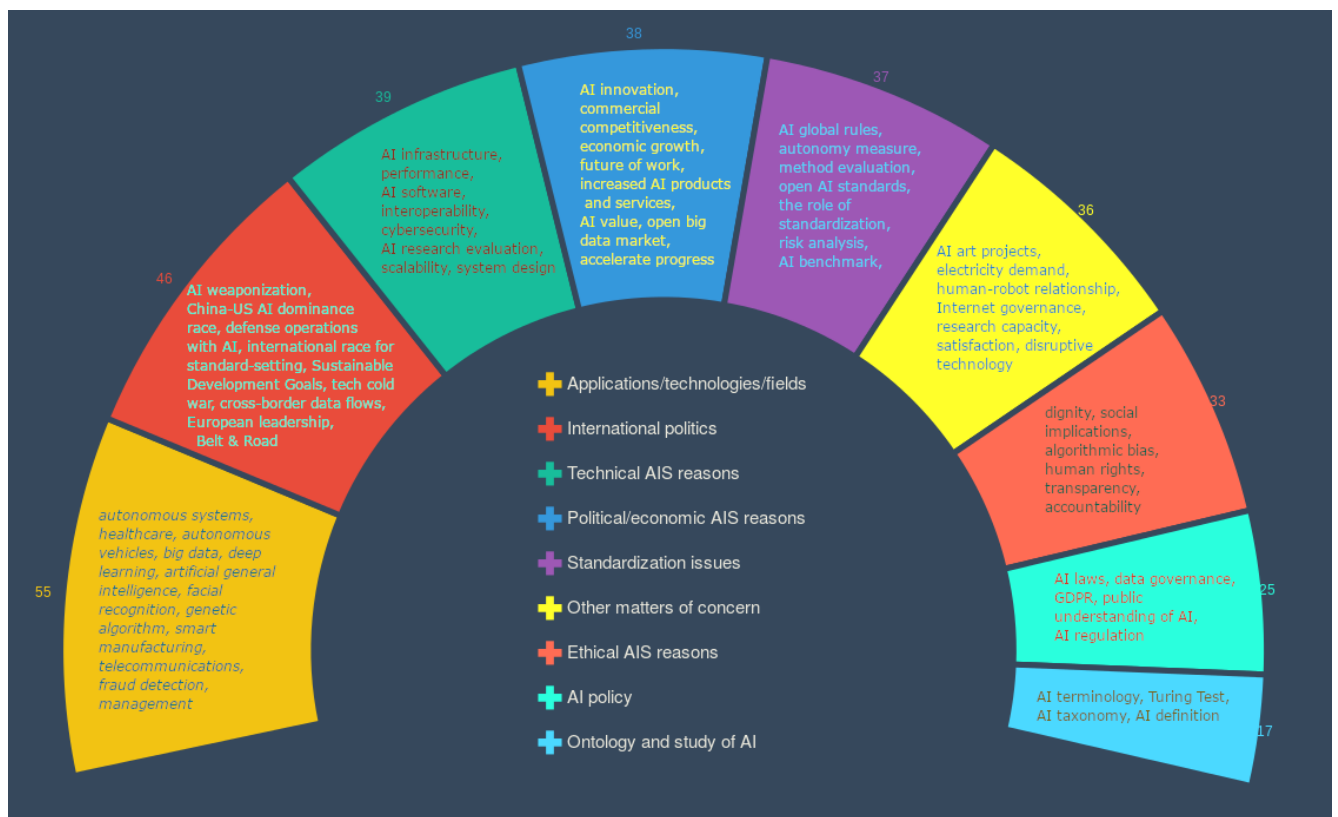 38
AI innovation,
commercial
competitiveness,
economic growth,
future of work,
increased AI products
and services,
AI value, open big
data market,
accelerate progress
37
AI global rules,
autonomy measure,
method evaluation,
open AI standards,
the role of
standardization,
risk analysis,
AI benchmark,
39
AI infrastructure,
performance,
AI software,
interoperability,
cybersecurity,
AI research evaluation,
scalability, system design
36
AI art projects,
electricity demand,
human-robot relationship,
Internet governance,
research capacity,
satisfaction, disruptive
technology
46
AI weaponization,
China-US AI dominance
race, defense operations
with AI, international race for
standard-setting, Sustainable
Development Goals, tech cold
war, cross-border data flows,
European leadership,
Belt & Road
33
dignity, social
implications,
algorithmic bias,
human rights,
transparency,
accountability
55
autonomous systems,
healthcare, autonomous
vehicles, big data, deep
learning, artificial general
intelligence, facial
recognition, genetic
algorithm, smart
manufacturing,
telecommunications,
fraud detection,
management
25
AI laws, data governance,
GDPR, public
understanding of AI,
AI regulation
17
AI terminology, Turing Test,
AI taxonomy, AI definition
Applications/technologies/fields
International politics
Technical AIS reasons
Political/economic AIS reasons
Standardization issues
Other matters of concern
Ethical AIS reasons
AI policy
Ontology and study of AI